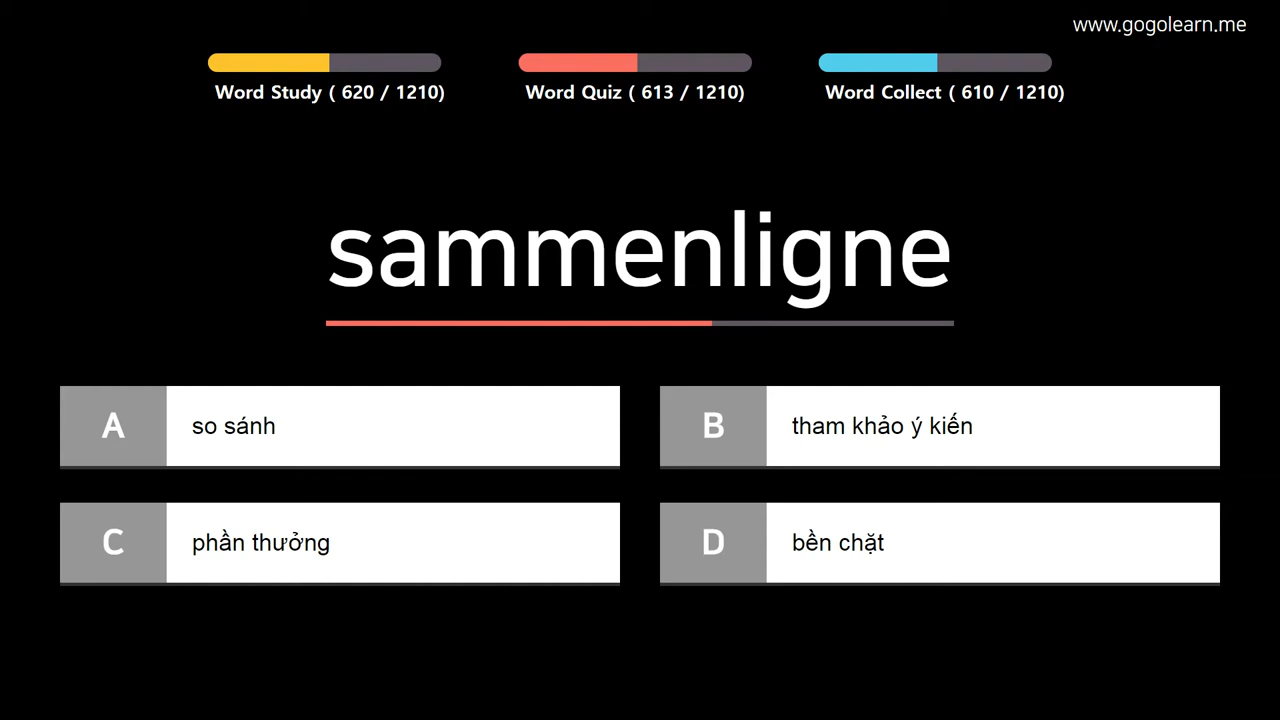 www.gogolearn.me
Word Study ( 620 / 1210)
Word Quiz ( 613 / 1210)
Word Collect ( 610 / 1210)
sammenligne
A so sánh
B tham khảo ý kiến
C phần thưởng
D bền chặt